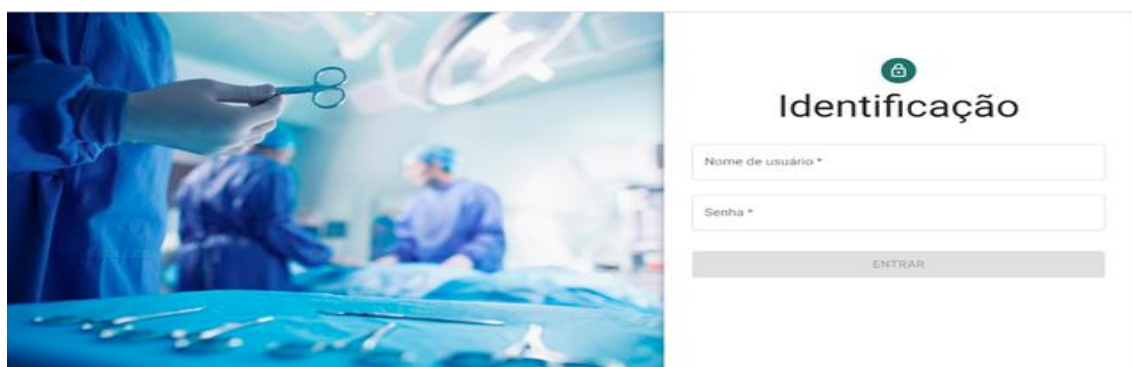 Identificação
Nome de usuário *
Senha *
ENTRAR